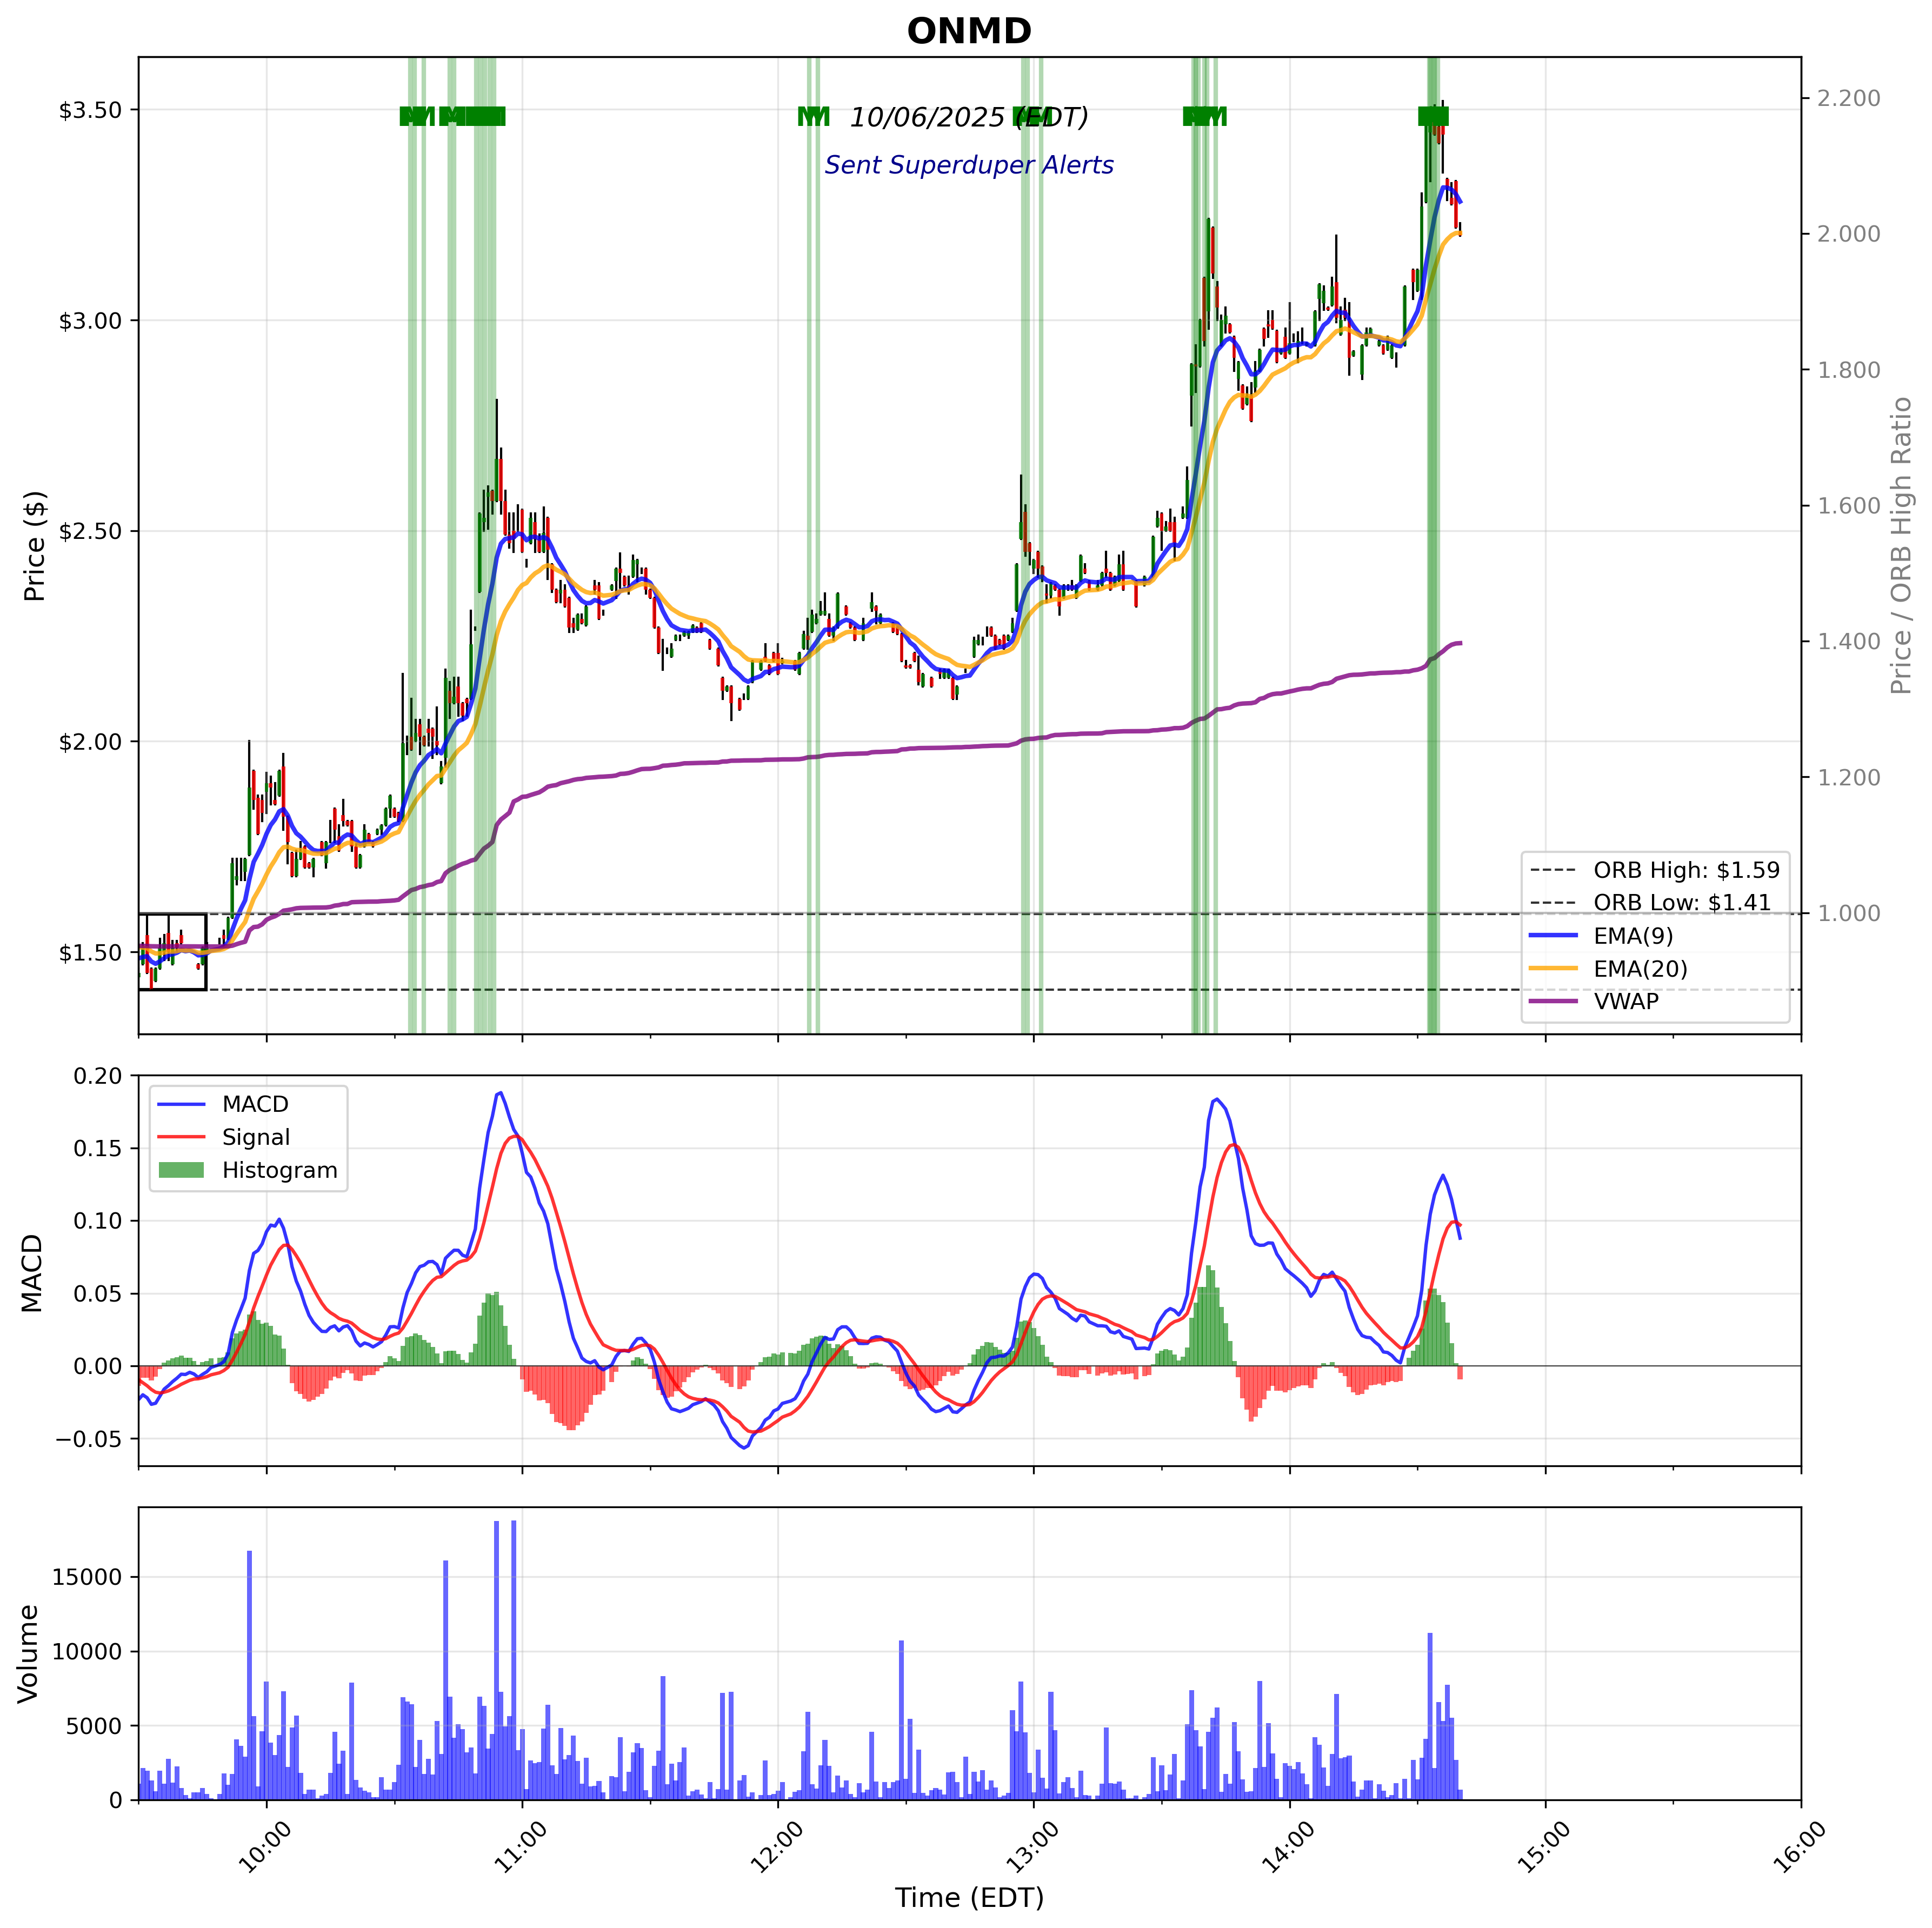 ONMD
10/06/2025 (EDT)
Sent Superduper Alerts
Price ($)
$3.50
$3.00
$2.50
$2.00
$1.50
2.200
2.000
1.800
1.600
1.400
1.200
1.000
Price / ORB High Ratio
ORB High: $1.59
ORB Low: $1.41
EMA(9)
EMA(20)
VWAP
MACD
0.20
0.15
0.10
0.05
0.00
−0.05
MACD
Signal
Histogram
Volume
15000
10000
5000
0
10:00
11:00
12:00
13:00
14:00
15:00
16:00
Time (EDT)